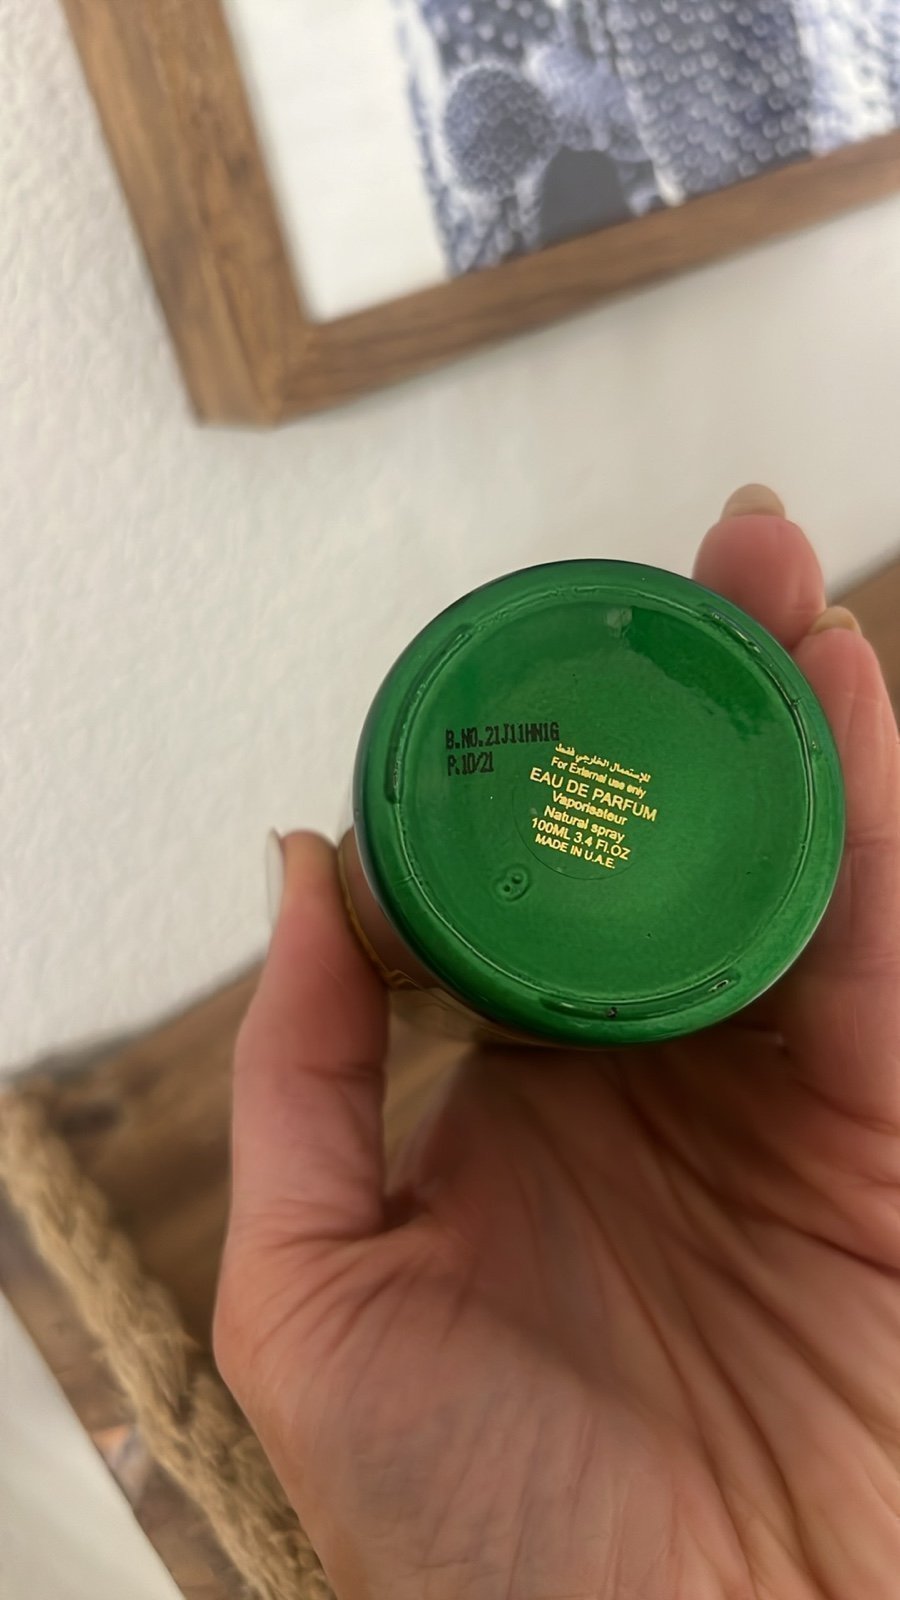 B.NO.21J11HN1G
P.10/21
للإستعمال الخارجي فقط
For External use only
EAU DE PARFUM
Vaporisateur
Natural spray
100ML 3.4 Fl.OZ
MADE IN U.A.E.